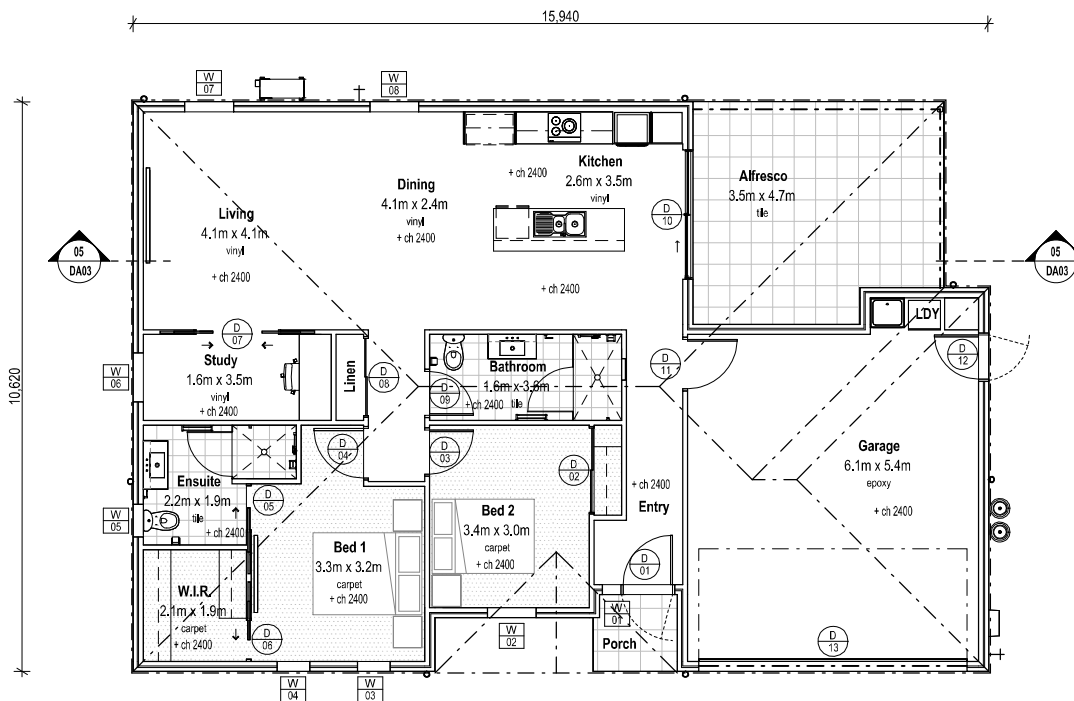 15,940
10,620
W
07
W
08
Kitchen
2.6m x 3.5m
vinyl
+ ch 2400
Alfresco
3.5m x 4.7m
tile
Dining
4.1m x 2.4m
vinyl
+ ch 2400
Living
4.1m x 4.1m
vinyl
+ ch 2400
D
10
05
DA03
05
DA03
+ ch 2400
LDY
D
07
Study
1.6m x 3.5m
vinyl
+ ch 2400
Linen
D
08
W
06
Bathroom
1.6m x 3.6m
+ ch 2400
tile
D
09
D
11
D
12
D
04
D
03
D
02
Garage
6.1m x 5.4m
epoxy
+ ch 2400
Ensuite
2.2m x 1.9m
tile
D
05
W
05
+ ch 2400
Entry
Bed 2
3.4m x 3.0m
carpet
+ ch 2400
Bed 1
3.3m x 3.2m
carpet
+ ch 2400
D
01
W.I.R.
2.1m x 1.9m
carpet
+ ch 2400
D
06
W
01
W
02
Porch
D
13
W
04
W
03